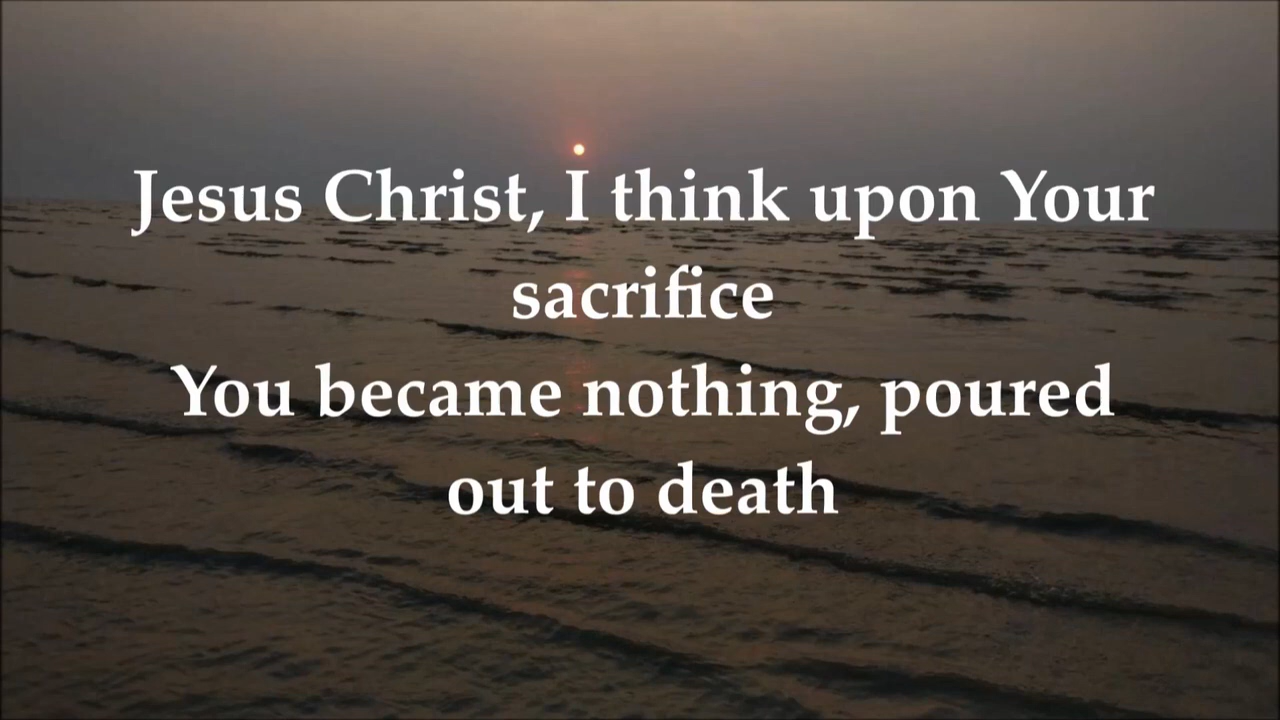 Jesus Christ, I think upon Your
sacrifice
You became nothing, poured
out to death